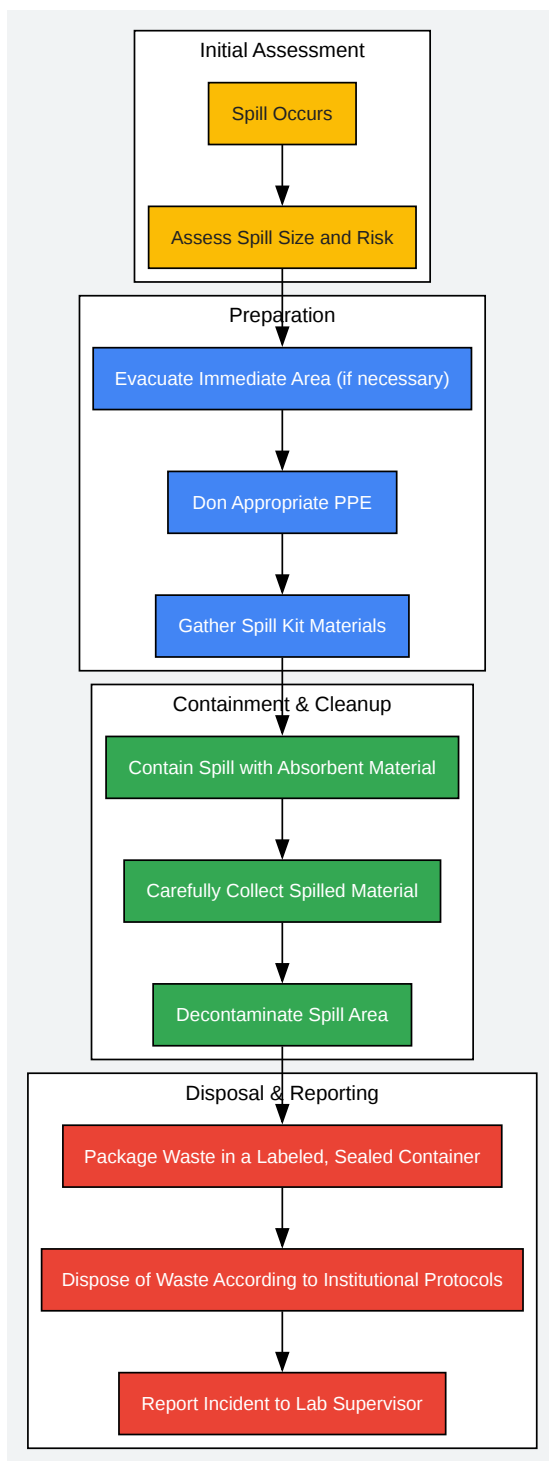 Initial Assessment
Spill Occurs
Assess Spill Size and Risk
Preparation
Evacuate Immediate Area (if necessary)
Don Appropriate PPE
Gather Spill Kit Materials
Containment & Cleanup
Contain Spill with Absorbent Material
Carefully Collect Spilled Material
Decontaminate Spill Area
Disposal & Reporting
Package Waste in a Labeled, Sealed Container
Dispose of Waste According to Institutional Protocols
Report Incident to Lab Supervisor